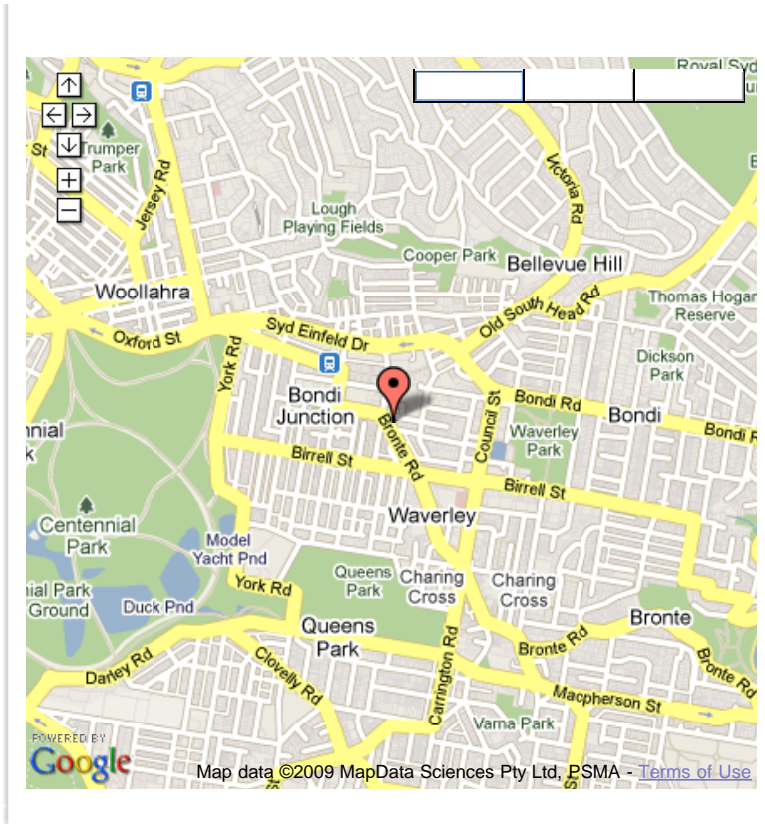 Royal Syd
St
Trumper
Park
Jersey Rd
Victoria Rd
Lough
Playing Fields
Cooper Park
Bellevue Hill
Woollahra
Thomas Hogan
Reserve
Old South Head Rd
Oxford St
Syd Einfeld Dr
York Rd
Dickson
Park
Bondi
Junction
Bondi Rd
Bondi
Bondi R
nnial
k
Bronte Rd
Council St
Waverley
Park
Birrell St
Birrell St
Waverley
Centennial
Park
Model
Yacht Pnd
Queens
Park
Charing
Cross
Charing
Cross
York Rd
ial Park
Ground
Duck Pnd
Queens
Park
Bronte
Bronte Rd
Bronte Rd
Darley Rd
Clovelly Rd
Carrington Rd
Macpherson St
Varna Park
St
St
POWERED BY
Google
Map data ©2009 MapData Sciences Pty Ltd, PSMA - Terms of Use